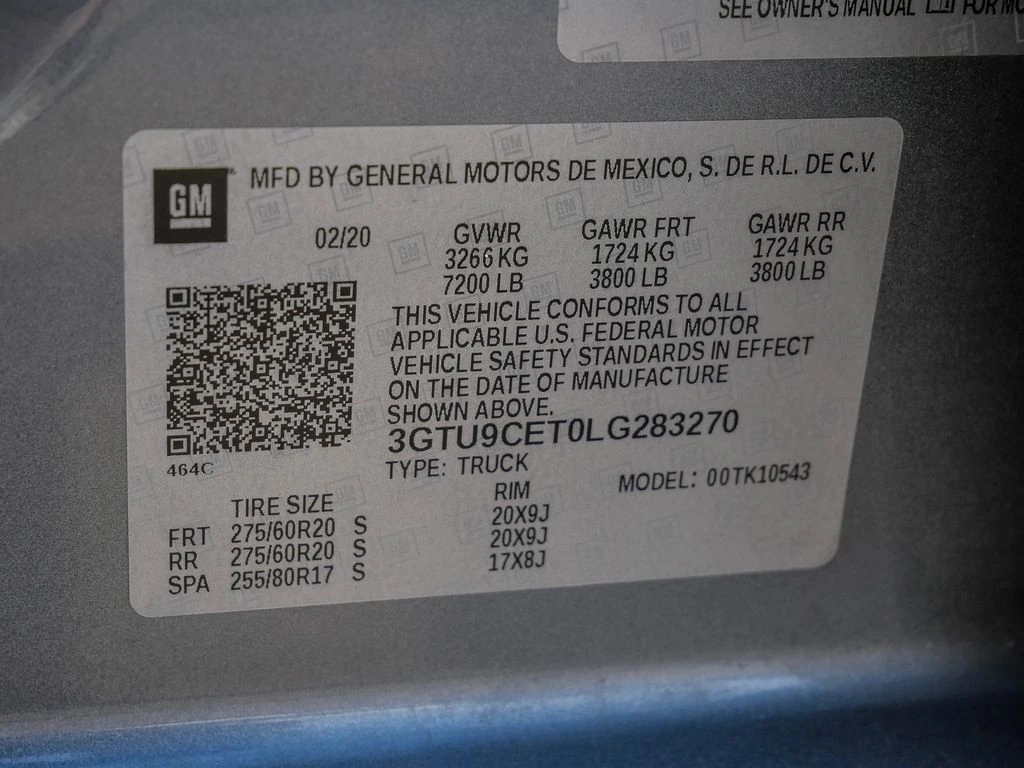 SEE OWNER'S MANUAL FOR
GM
MFD BY GENERAL MOTORS DE MEXICO, S. DE R.L. DE C.V.
02/20
GVWR GAWR FRT GAWR RR
3266 KG 1724 KG 1724 KG
7200 LB 3800 LB 3800 LB
THIS VEHICLE CONFORMS TO ALL
APPLICABLE U.S. FEDERAL MOTOR
VEHICLE SAFETY STANDARDS IN EFFECT
ON THE DATE OF MANUFACTURE
SHOWN ABOVE.
3GTU9CET0LG283270
464C
TYPE: TRUCK
MODEL: 00TK10543
TIRE SIZE RIM
FRT 275/60R20 S 20X9J
RR 275/60R20 S 20X9J
SPA 255/80R17 S 17X8J